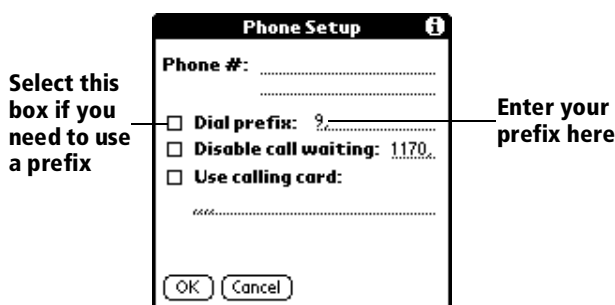 Phone Setup i
Phone #:
Select this
box if you
need to use
a prefix
Dial prefix: 9,
Enter your
prefix here
Disable call waiting: 1170,
Use calling card:
,,,,
OK Cancel